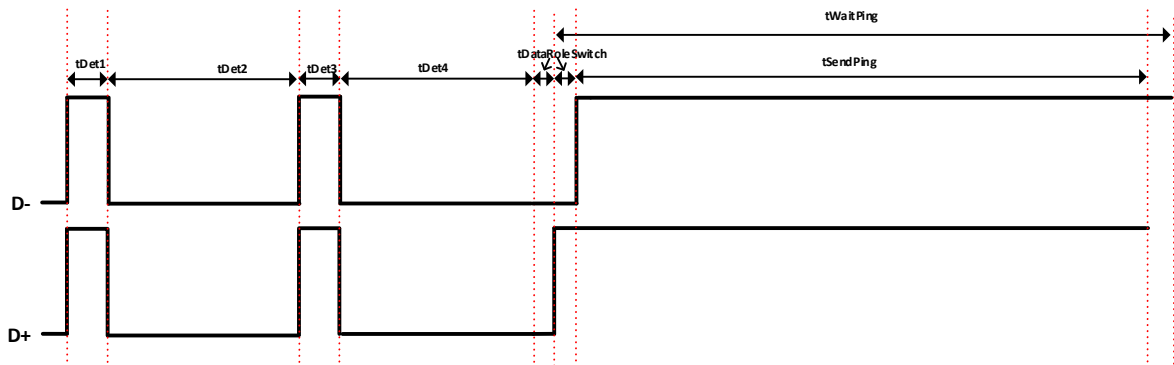 tWaitPing
tDataRoleSwitch
tDet1
tDet2
tDet3
tDet4
tSendPing
D-
D+